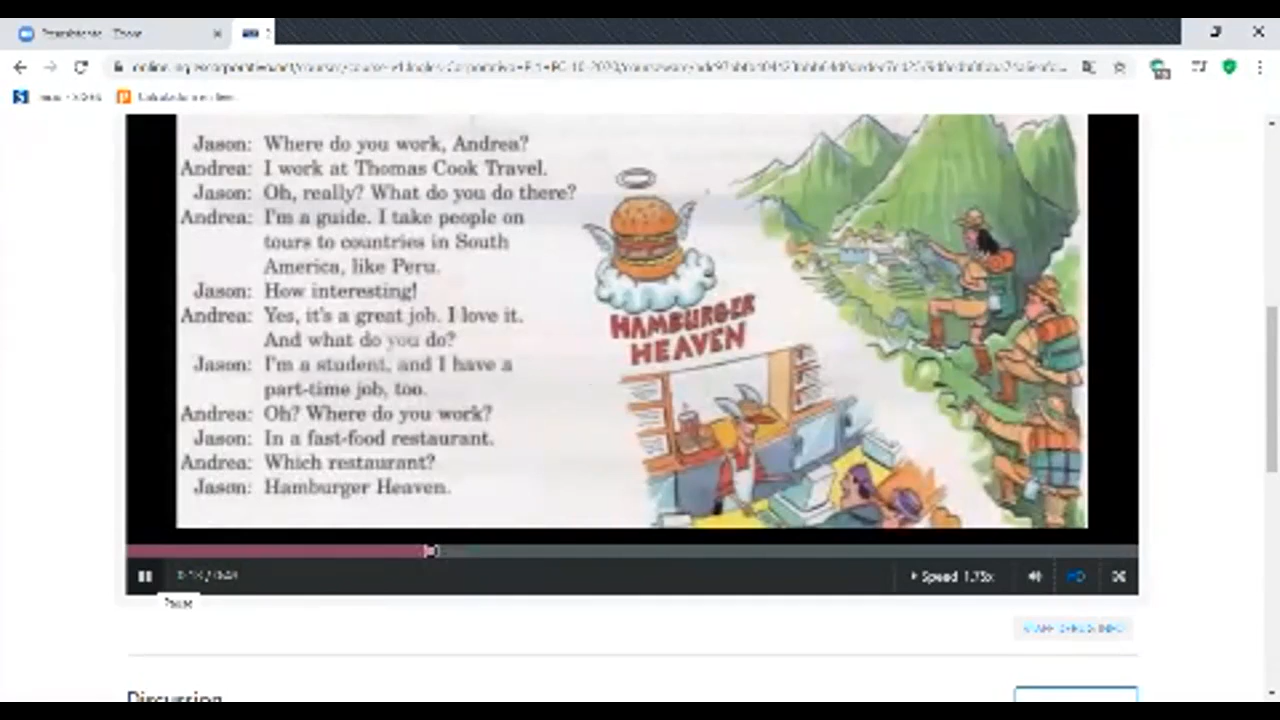 Jason: Where do you work, Andrea?
Andrea: I work at Thomas Cook Travel.
Jason: Oh, really? What do you do there?
Andrea: I'm a guide. I take people on
tours to countries in South
America, like Peru.
Jason: How interesting!
Andrea: Yes, it's a great job. I love it.
And what do you do?
Jason: I'm a student, and I have a
part-time job, too.
Andrea: Oh? Where do you work?
Jason: In a fast-food restaurant.
Andrea: Which restaurant?
Jason: Hamburger Heaven.
HAMBURGER
HEAVEN
Speed 1.75x
HD
Pause
Discussion